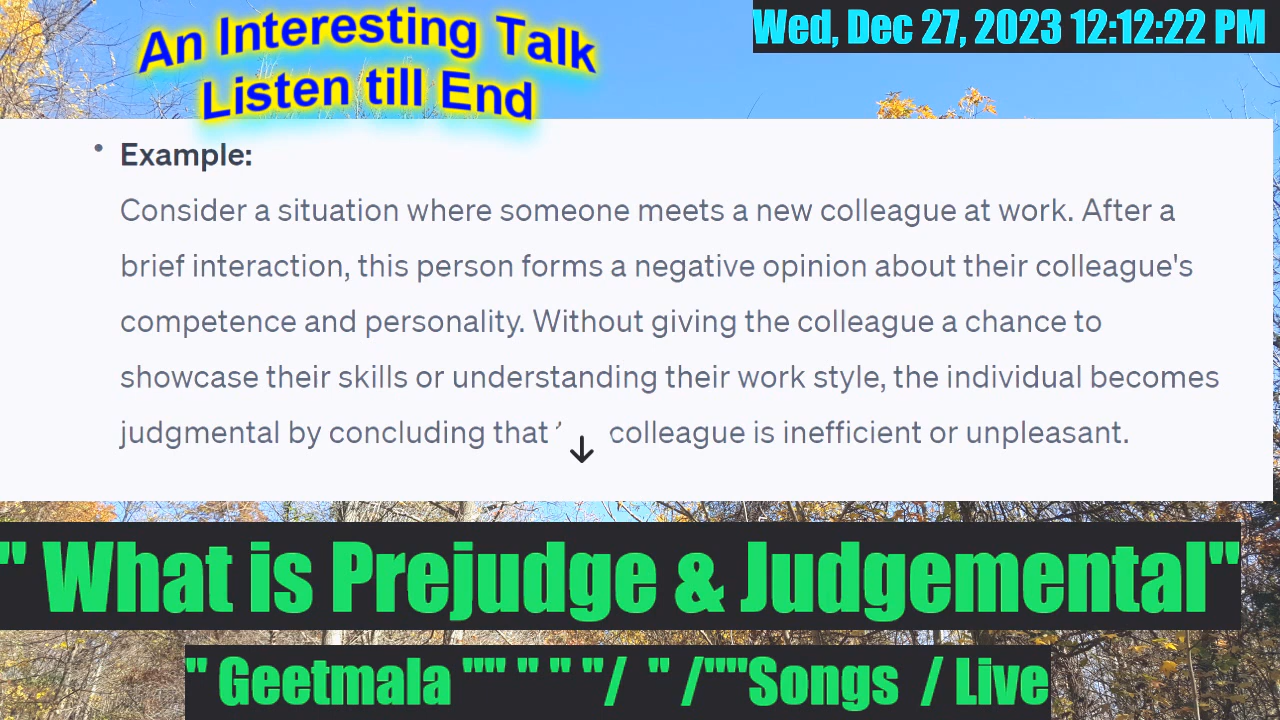 An Interesting Talk
Listen till End
Wed, Dec 27, 2023 12:12:22 PM
• Example:
Consider a situation where someone meets a new colleague at work. After a
brief interaction, this person forms a negative opinion about their colleague's
competence and personality. Without giving the colleague a chance to
showcase their skills or understanding their work style, the individual becomes
judgmental by concluding that colleague is inefficient or unpleasant.
" What is Prejudge & Judgemental"
" Geetmala """ " " "/ " /""Songs / Live